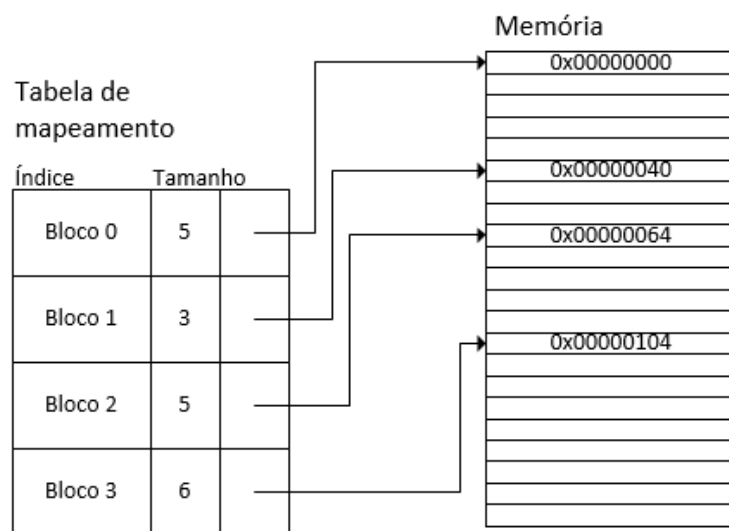 Memória
0x00000000
0x00000040
0x00000064
0x00000104
Tabela de
mapeamento
Índice Tamanho
Bloco 0 5
Bloco 1 3
Bloco 2 5
Bloco 3 6